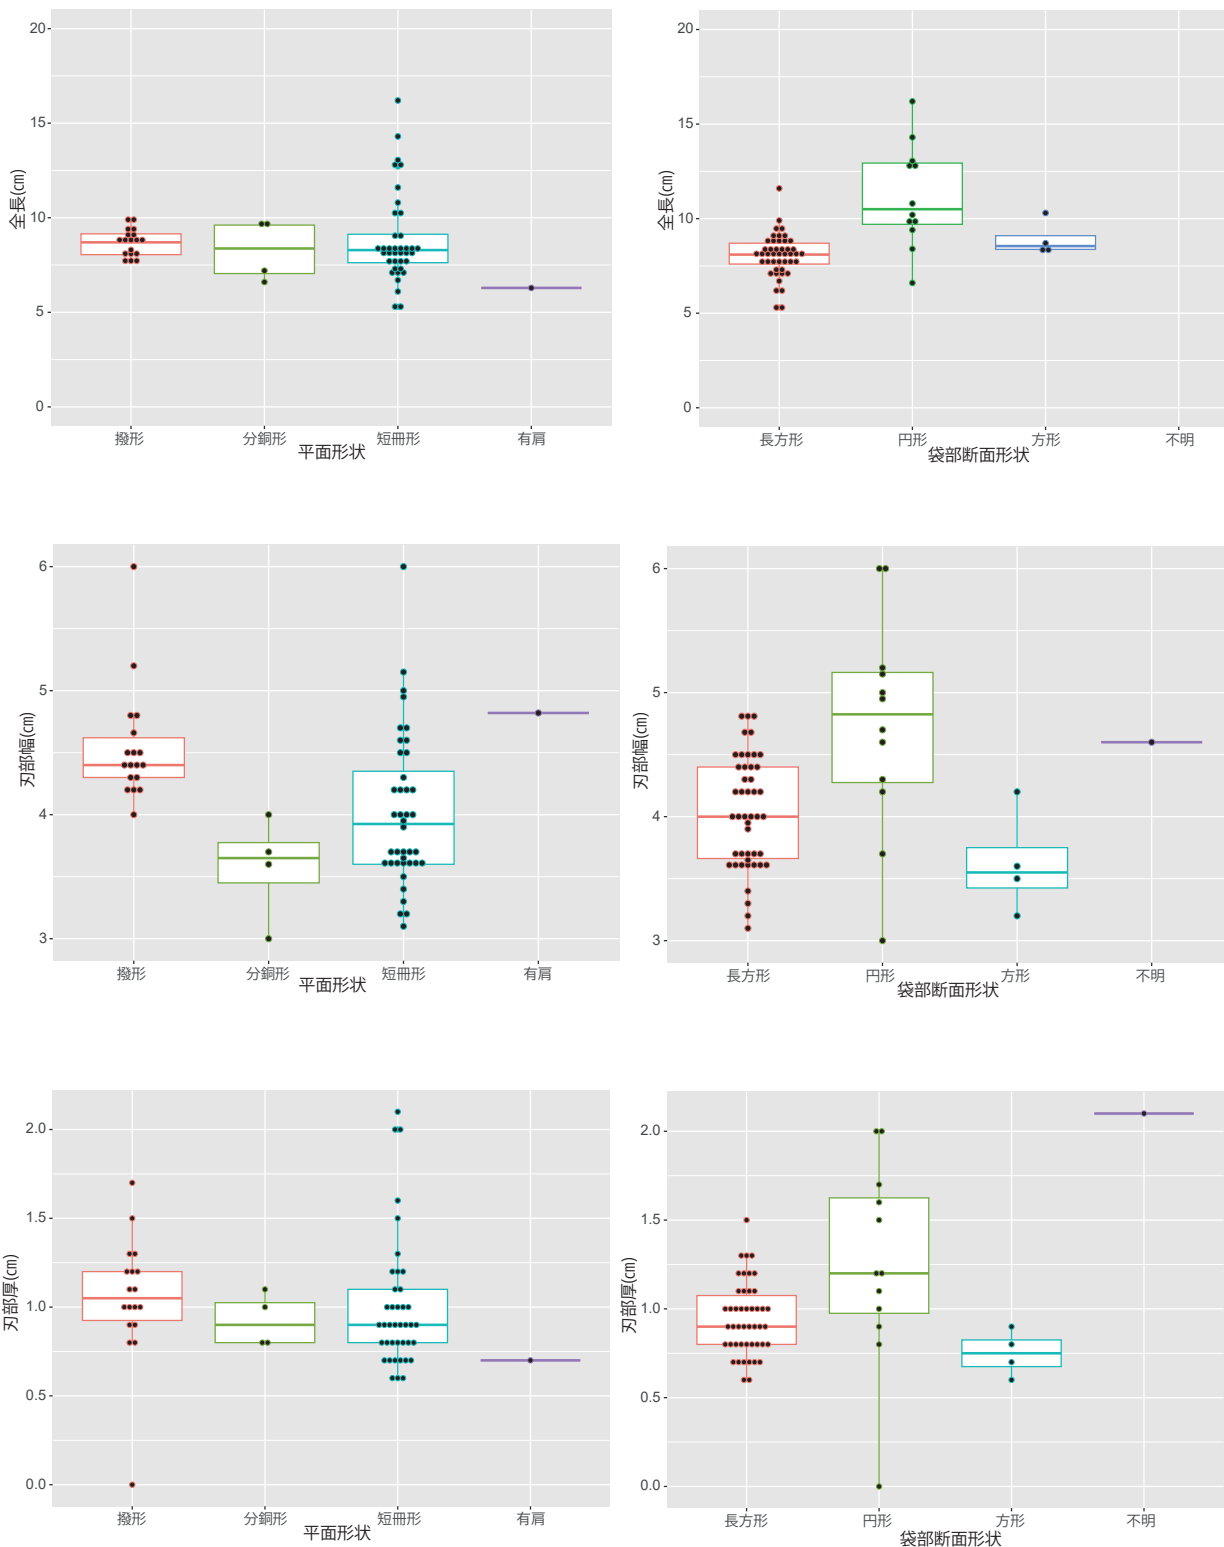 20
15
10
5
0
全長(㎝)
撥形
分銅形
短冊形
有肩
平面形状
20
15
10
5
0
全長(㎝)
長方形
円形
方形
不明
袋部断面形状
6
5
4
3
刃部幅(㎝)
撥形
分銅形
短冊形
有肩
平面形状
6
5
4
3
刃部幅(㎝)
長方形
円形
方形
不明
袋部断面形状
2.0
1.5
1.0
0.5
0.0
刃部厚(㎝)
撥形
分銅形
短冊形
有肩
平面形状
2.0
1.5
1.0
0.5
0.0
刃部厚(㎝)
長方形
円形
方形
不明
袋部断面形状